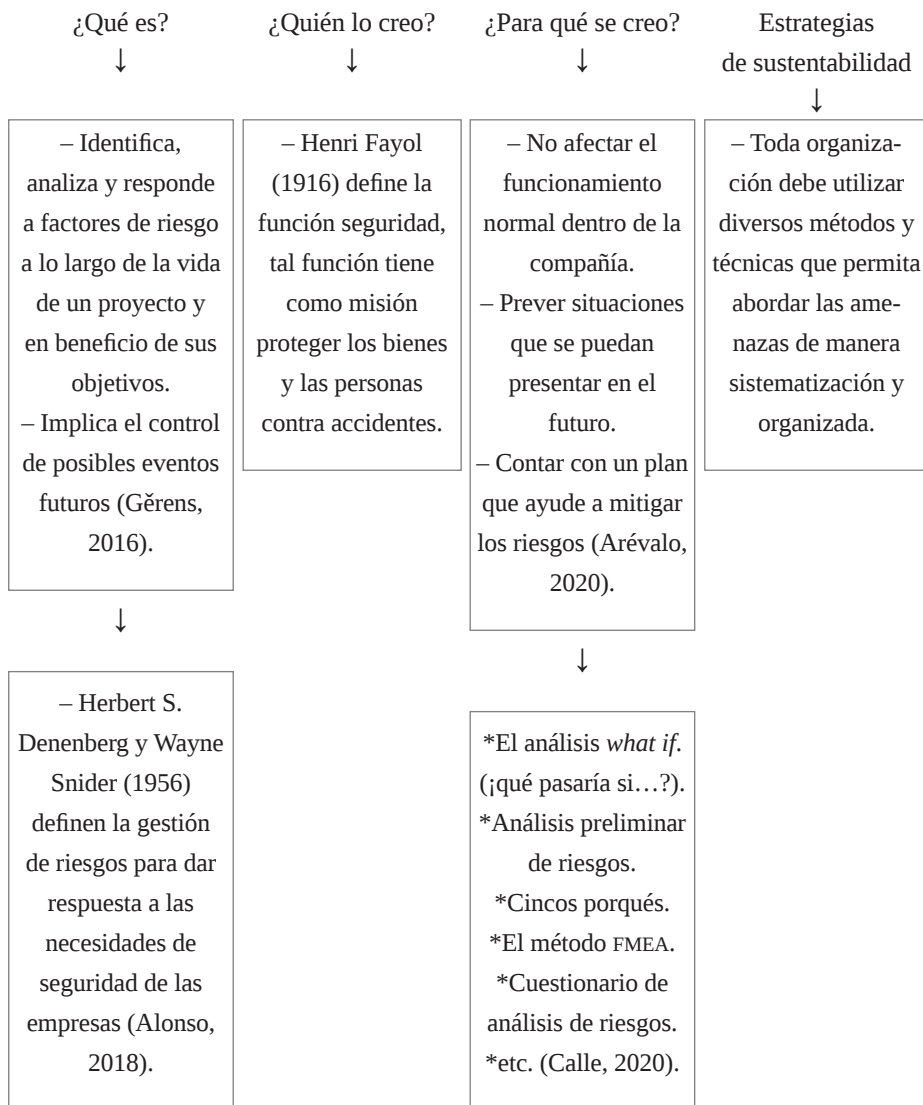 ¿Qué es?
↓
– Identifica,
analiza y responde
a factores de riesgo
a lo largo de la vida
de un proyecto y
en beneficio de sus
objetivos.
– Implica el control
de posibles eventos
futuros (Gěrens,
2016).
↓
– Herbert S.
Denenberg y Wayne
Snider (1956)
definen la gestión
de riesgos para dar
respuesta a las
necesidades de
seguridad de las
empresas (Alonso,
2018).
¿Quién lo creo?
↓
– Henri Fayol
(1916) define la
función seguridad,
tal función tiene
como misión
proteger los bienes
y las personas
contra accidentes.
¿Para qué se creo?
↓
– No afectar el
funcionamiento
normal dentro de la
compañía.
– Prever situaciones
que se puedan
presentar en el
futuro.
– Contar con un plan
que ayude a mitigar
los riesgos (Arévalo,
2020).
↓
*El análisis what if.
(¡qué pasaría si…?).
*Análisis preliminar
de riesgos.
*Cincos porqués.
*El método FMEA.
*Cuestionario de
análisis de riesgos.
*etc. (Calle, 2020).
Estrategias
de sustentabilidad
↓
– Toda organiza-
ción debe utilizar
diversos métodos y
técnicas que permita
abordar las ame-
nazas de manera
sistematización y
organizada.